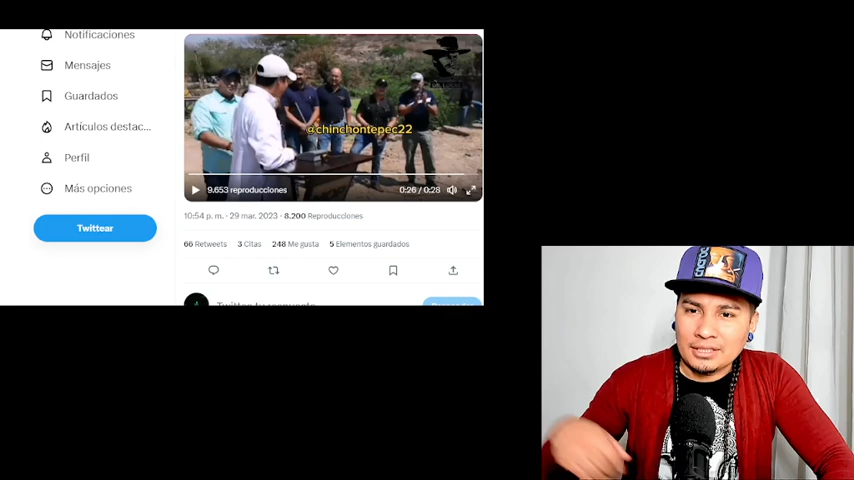 Notificaciones
Mensajes
Guardados
Artículos destac...
Perfil
Más opciones
Twittear
@chinchontepec22
9.653 reproducciones
0:26 / 0:28
10:54 p. m. · 29 mar. 2023 · 8.200 Reproducciones
66 Retweets 3 Citas 248 Me gusta 5 Elementos guardados